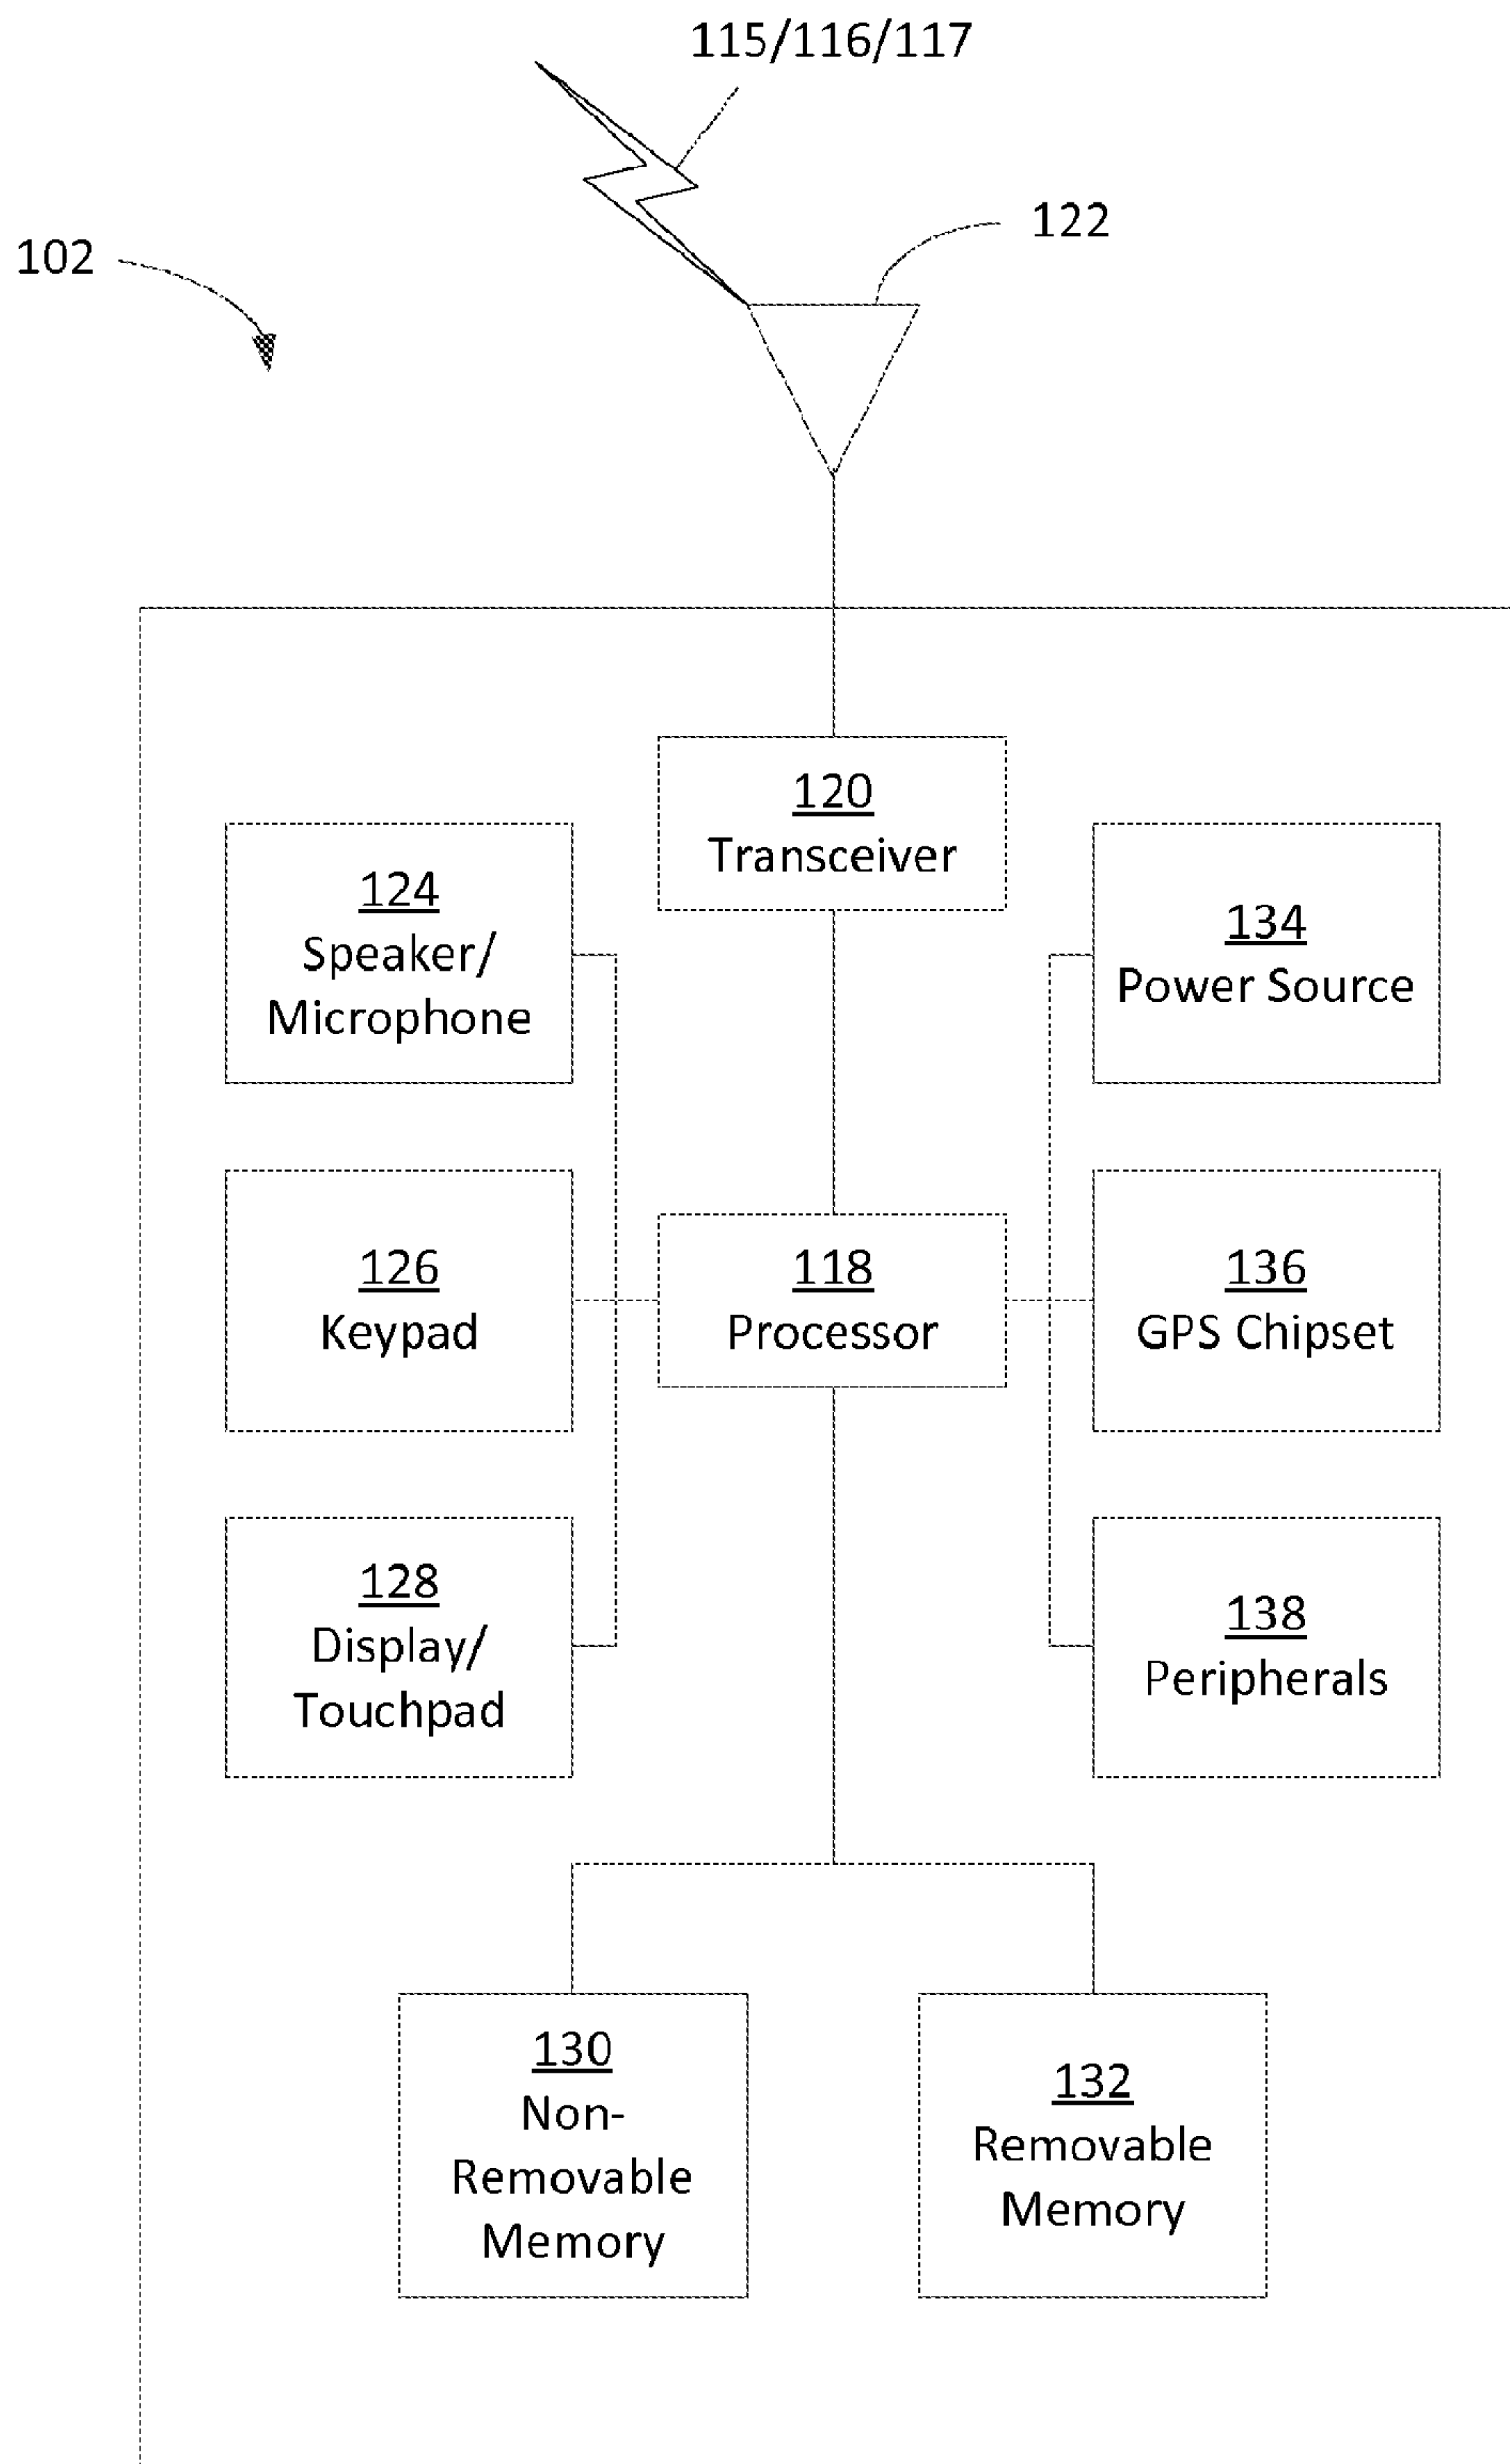 115/116/117
122
102
120
Transceiver
124
Speaker/
Microphone
134
Power Source
126
Keypad
118
Processor
136
GPS Chipset
128
Display/
Touchpad
138
Peripherals
130
Non-
Removable
Memory
132
Removable
Memory